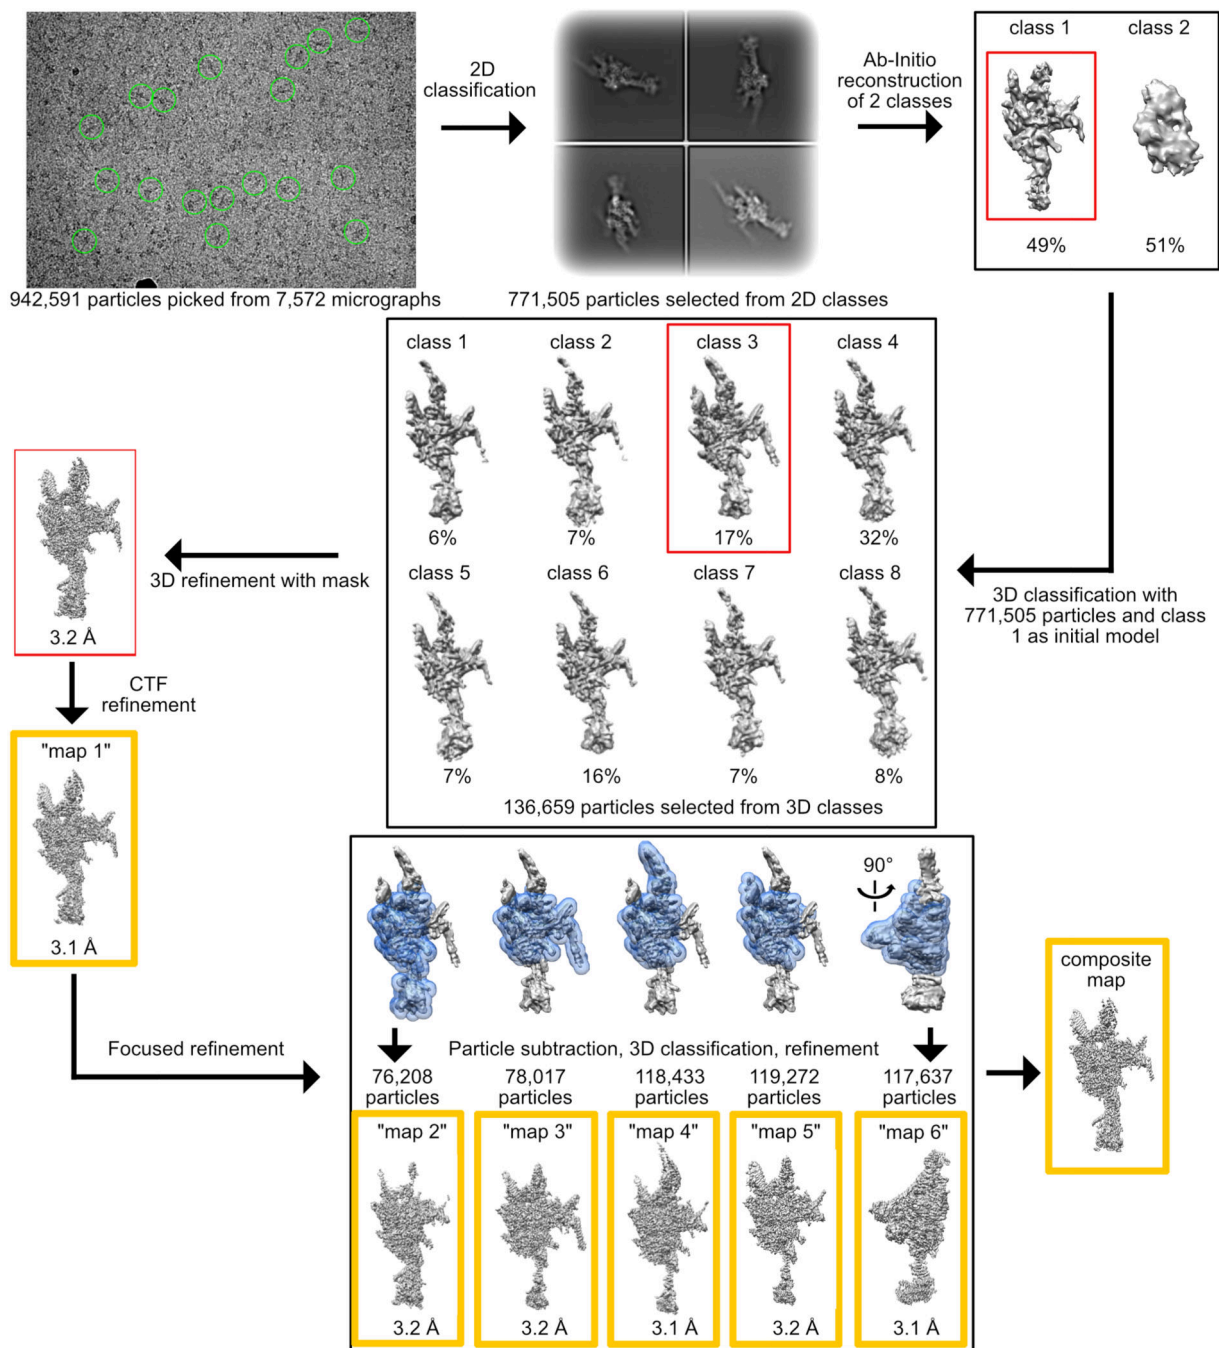 2D
classification
Ab-Initio
reconstruction
of 2 classes
class 1
class 2
49%
51%
942,591 particles picked from 7,572 micrographs
771,505 particles selected from 2D classes
class 1
class 2
class 3
class 4
6%
7%
17%
32%
class 5
class 6
class 7
class 8
7%
16%
7%
8%
136,659 particles selected from 3D classes
3D classification with
771,505 particles and class
1 as initial model
3D refinement with mask
3.2 Å
CTF
refinement
"map 1"
3.1 Å
Focused refinement
90°
Particle subtraction, 3D classification, refinement
76,208
particles
78,017
particles
118,433
particles
119,272
particles
117,637
particles
"map 2"
"map 3"
"map 4"
"map 5"
"map 6"
3.2 Å
3.2 Å
3.1 Å
3.2 Å
3.1 Å
composite
map